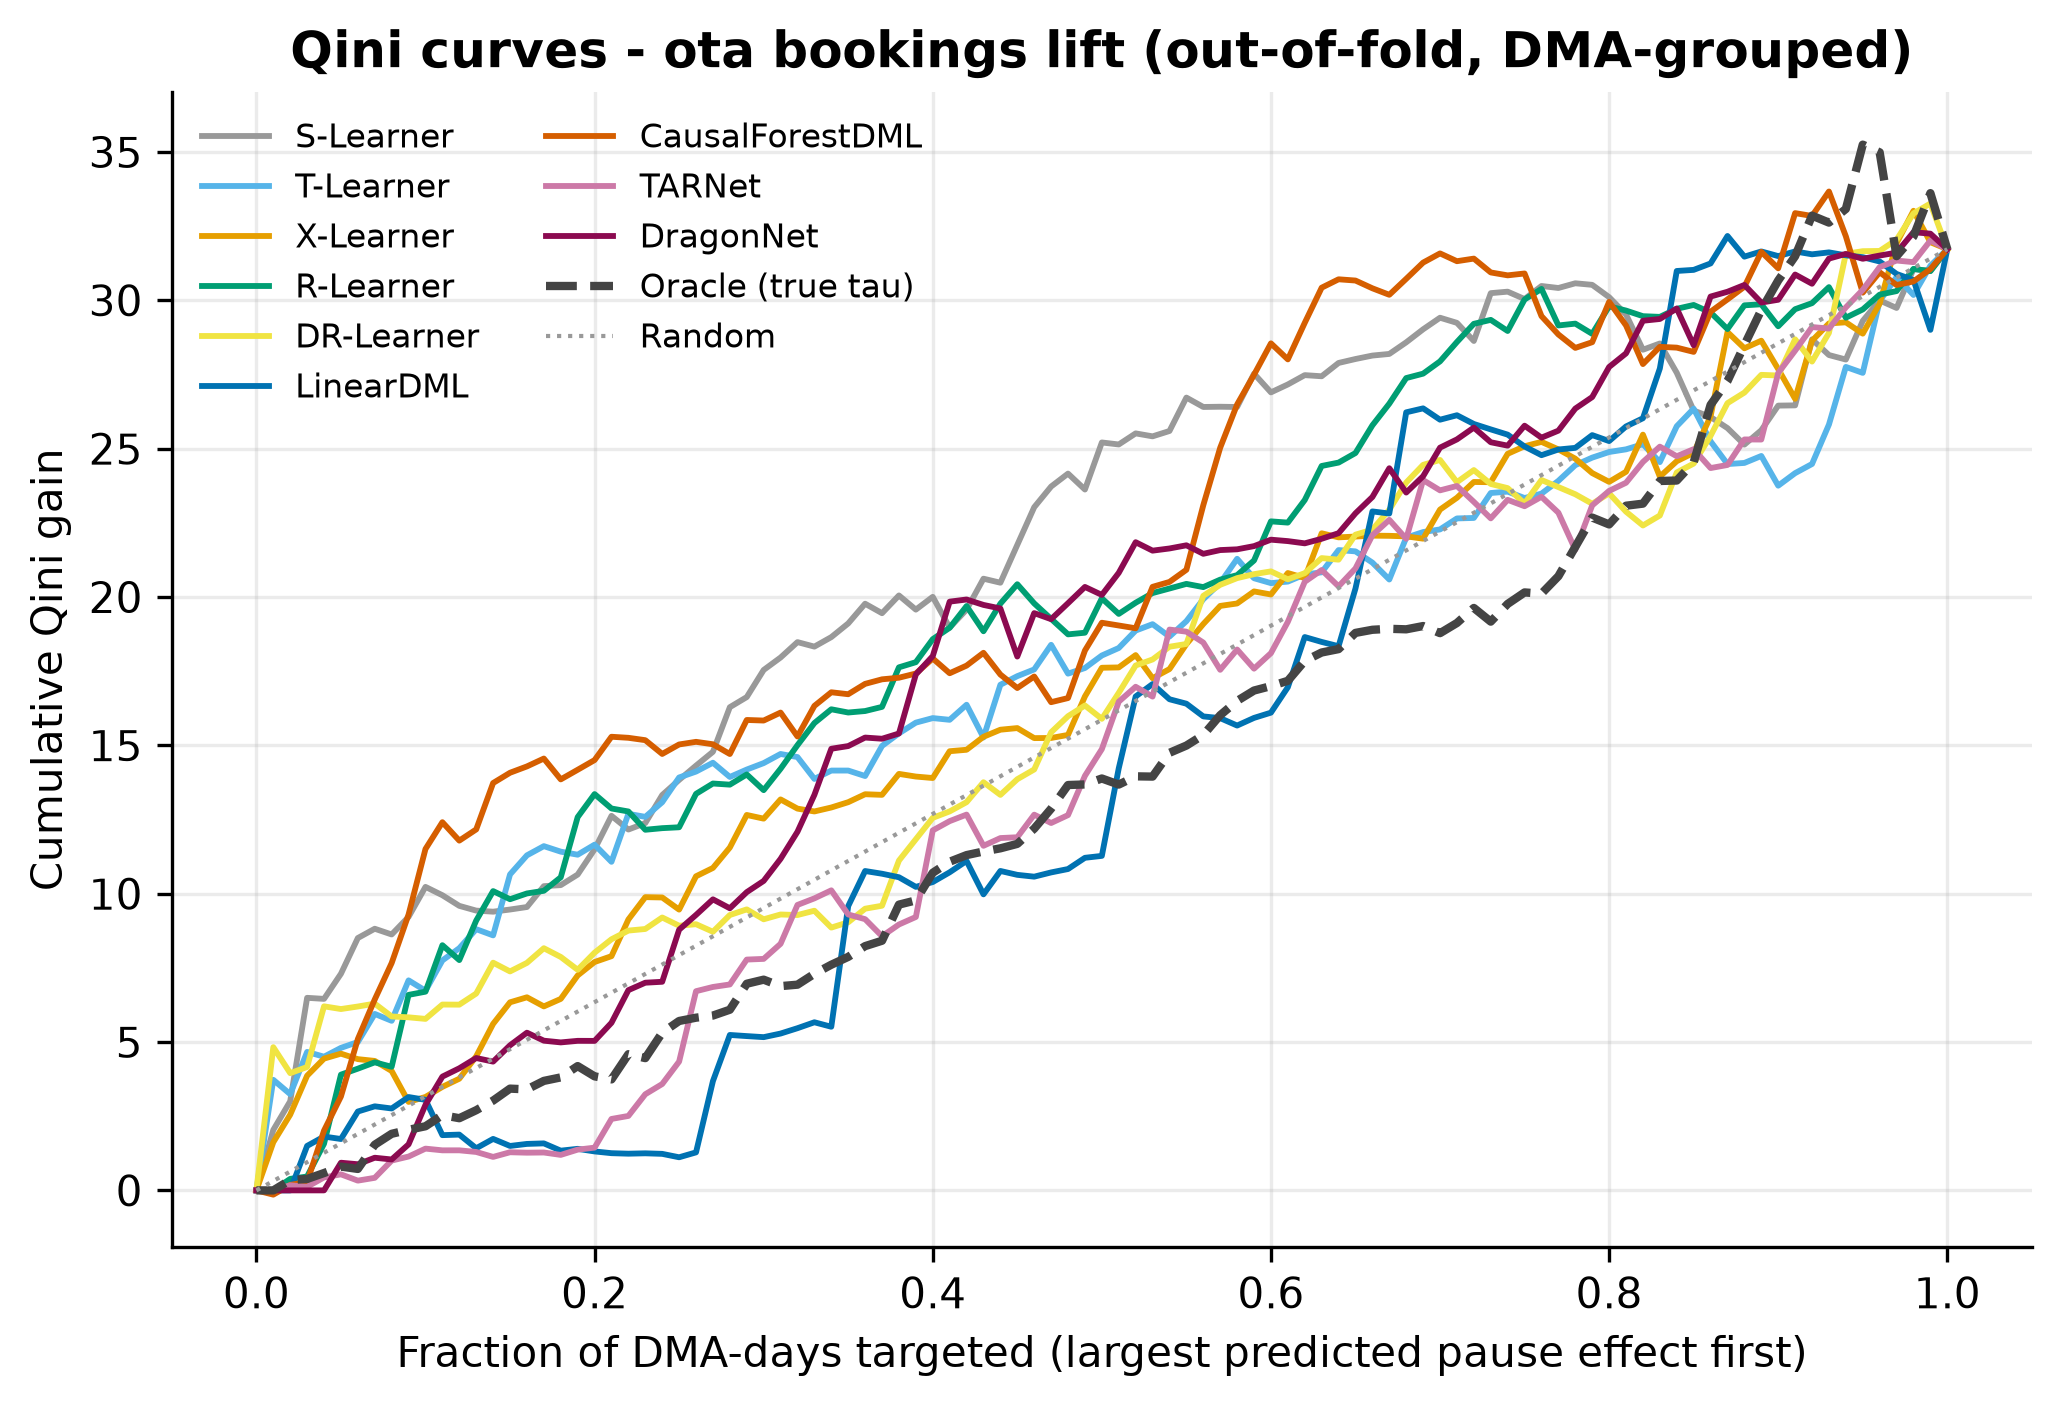 Qini curves - ota bookings lift (out-of-fold, DMA-grouped)
S-Learner
T-Learner
X-Learner
R-Learner
DR-Learner
LinearDML
CausalForestDML
TARNet
DragonNet
Oracle (true tau)
Random
Cumulative Qini gain
35
30
25
20
15
10
5
0
0.0 0.2 0.4 0.6 0.8 1.0
Fraction of DMA-days targeted (largest predicted pause effect first)